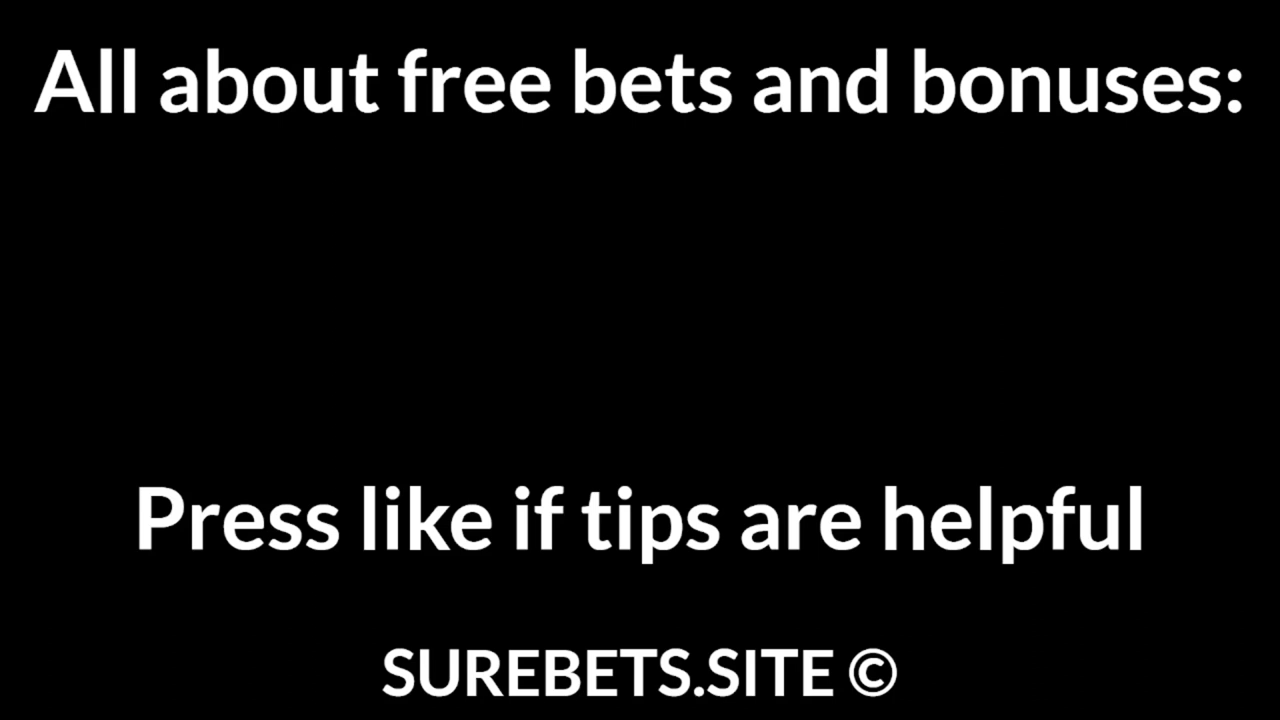 All about free bets and bonuses:
Press like if tips are helpful
SUREBETS.SITE ©